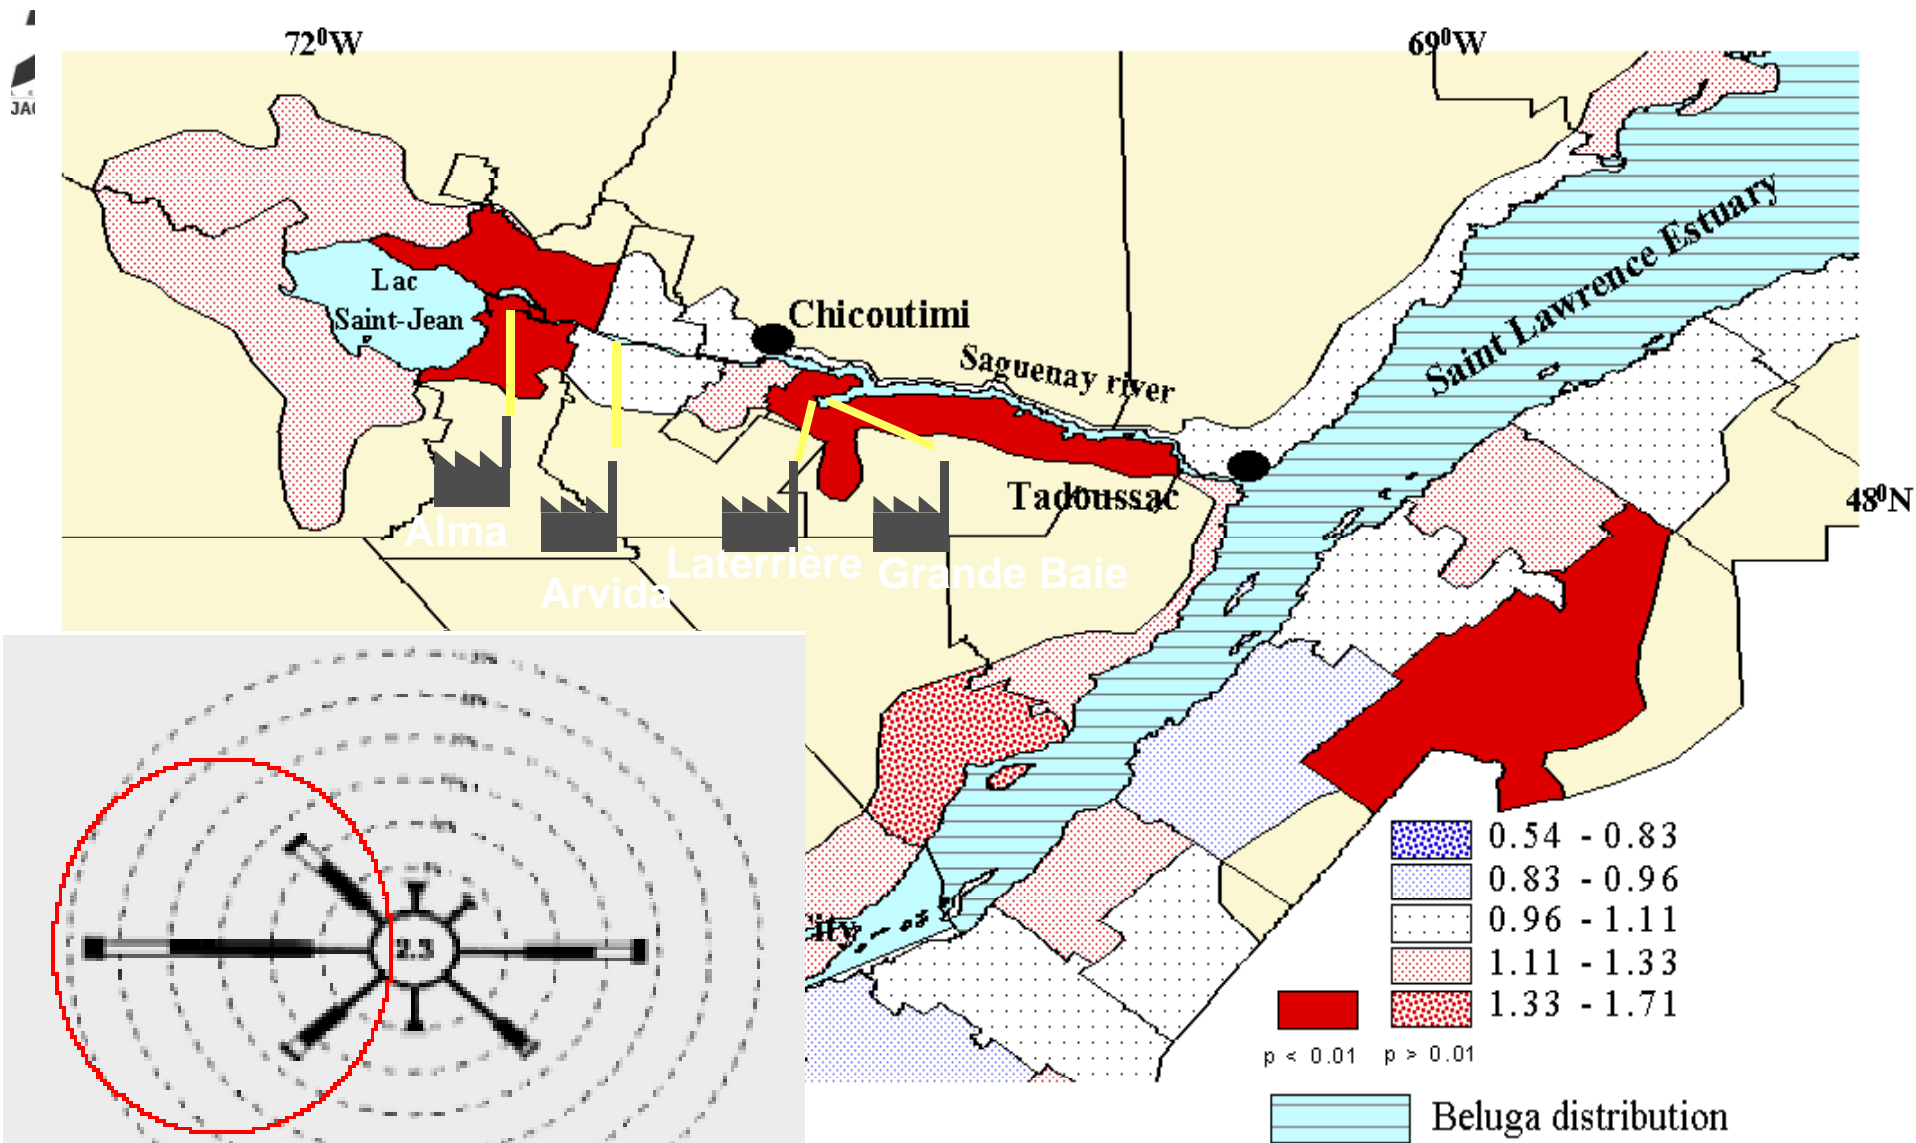 72⁰W
69⁰W
JA
Lac
Saint-Jean
Chicoutimi
Saguenay river
Saint Lawrence Estuary
Tadoussac
48⁰N
Alma
Arvida
Laterrière
Grande Baie
2.3
0.54 - 0.83
0.83 - 0.96
0.96 - 1.11
1.11 - 1.33
1.33 - 1.71
p < 0.01 p > 0.01
Beluga distribution